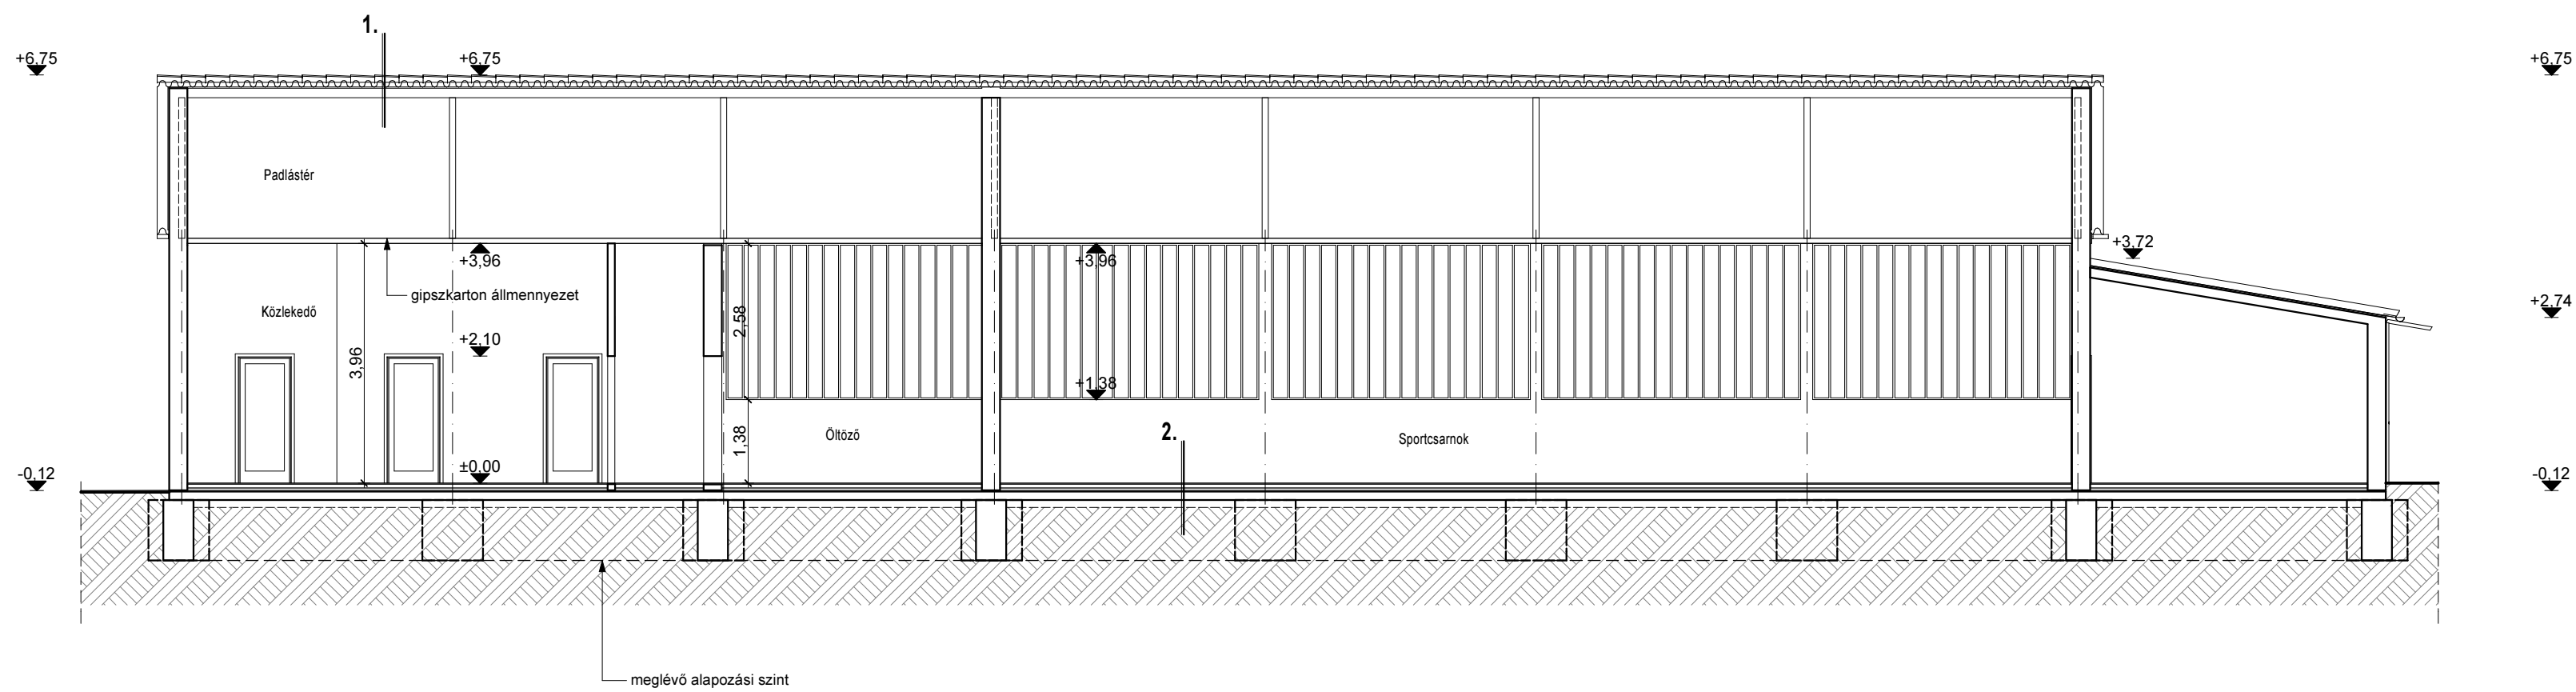 1.
+6,75
+6,75
+6,75
Padlástér
+3,72
+3,96
+3,96
gipszkarton állmennyezet
+2,74
Közlekedő
2,58
+2,10
3,96
+1,38
2.
Öltöző
Sportcsarnok
1,38
±0,00
-0,12
-0,12
meglévő alapozási szint